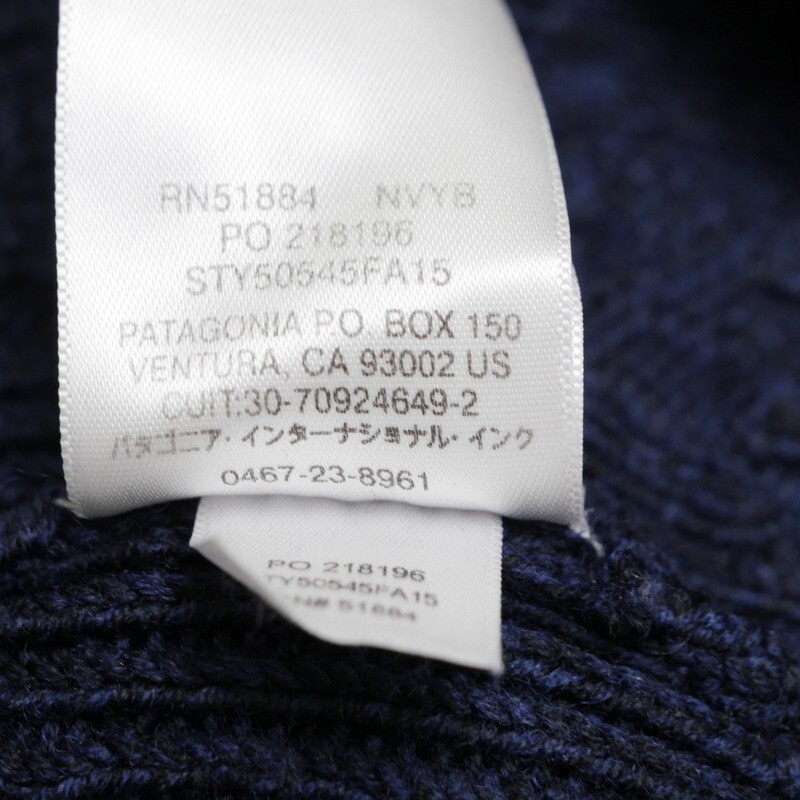 RN51884 NVYB
PO 218196
STY50545FA15
PATAGONIA P.O. BOX 150
VENTURA, CA 93002 US
CUIT:30-70924649-2
パタゴニア・インターナショナル・インク
0467-23-8961
PO 218196
TY50545FA15
N# 51884